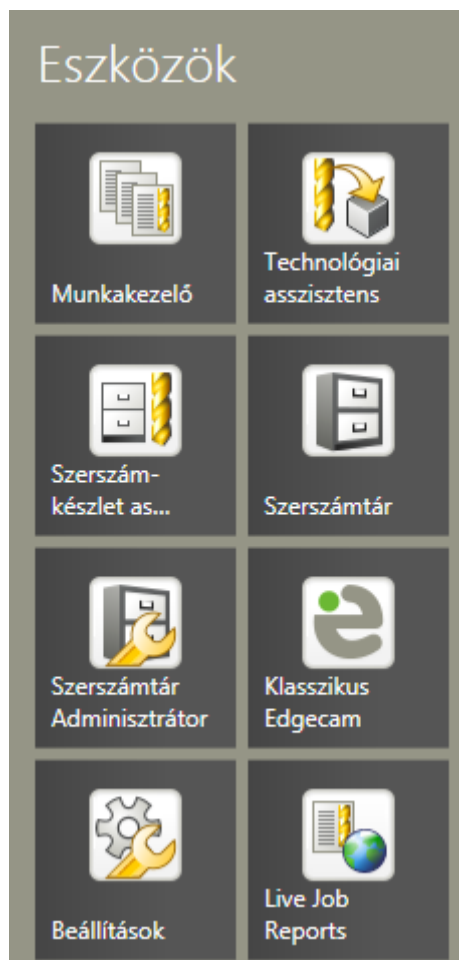 Eszközök
Munkakezelő
Technológiai
asszisztens
Szerszám-
készlet as...
Szerszámtár
Szerszámtár
Adminisztrátor
Klasszikus
Edgecam
Beállítások
Live Job
Reports